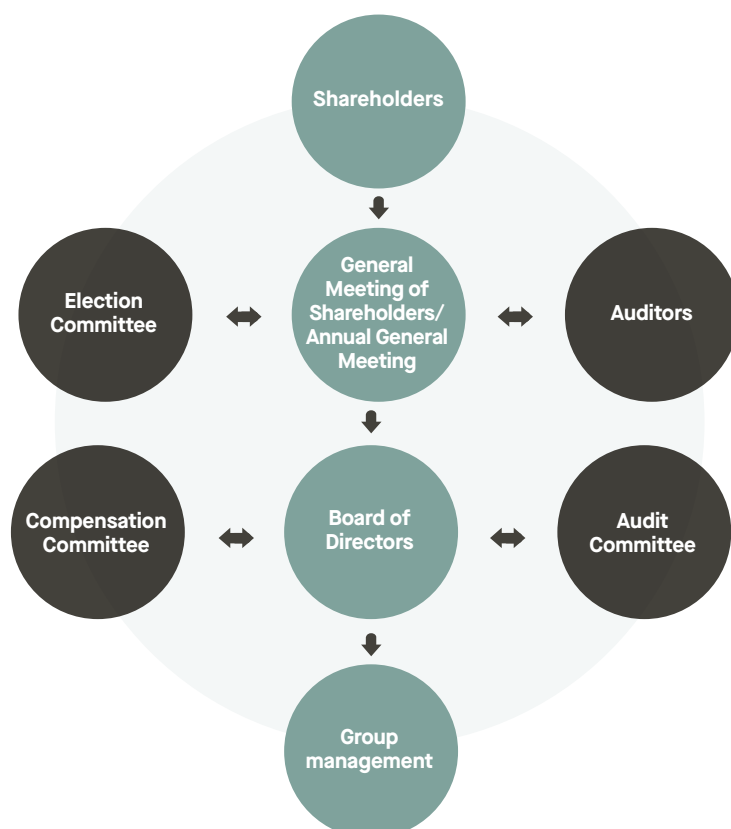 Shareholders
Election
Committee
General
Meeting of
Shareholders/
Annual General
Meeting
Auditors
Compensation
Committee
Board of
Directors
Audit
Committee
Group
management